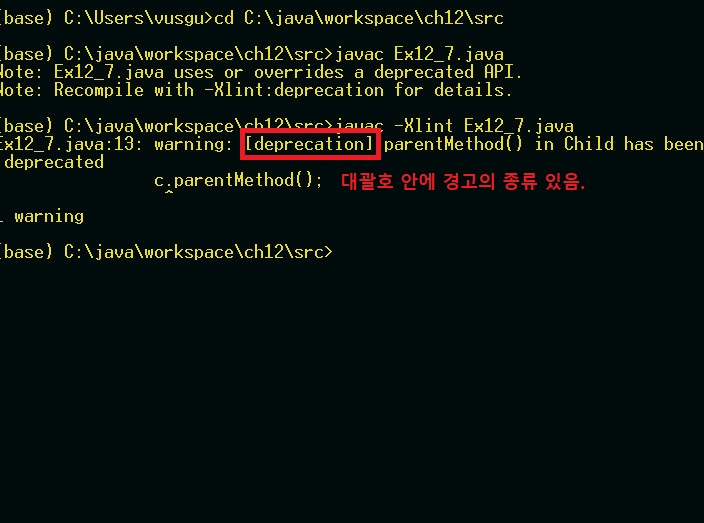 (base) C:\Users\vusgu>cd C:\java\workspace\ch12\src
(base) C:\java\workspace\ch12\src>javac Ex12_7.java
Note: Ex12_7.java uses or overrides a deprecated API.
Note: Recompile with -Xlint:deprecation for details.
(base) C:\java\workspace\ch12\src>javac -Xlint Ex12_7.java
Ex12_7.java:13: warning: [deprecation] parentMethod() in Child has been
deprecated
c.parentMethod(); 대괄호 안에 경고의 종류 있음.
^
1 warning
(base) C:\java\workspace\ch12\src>